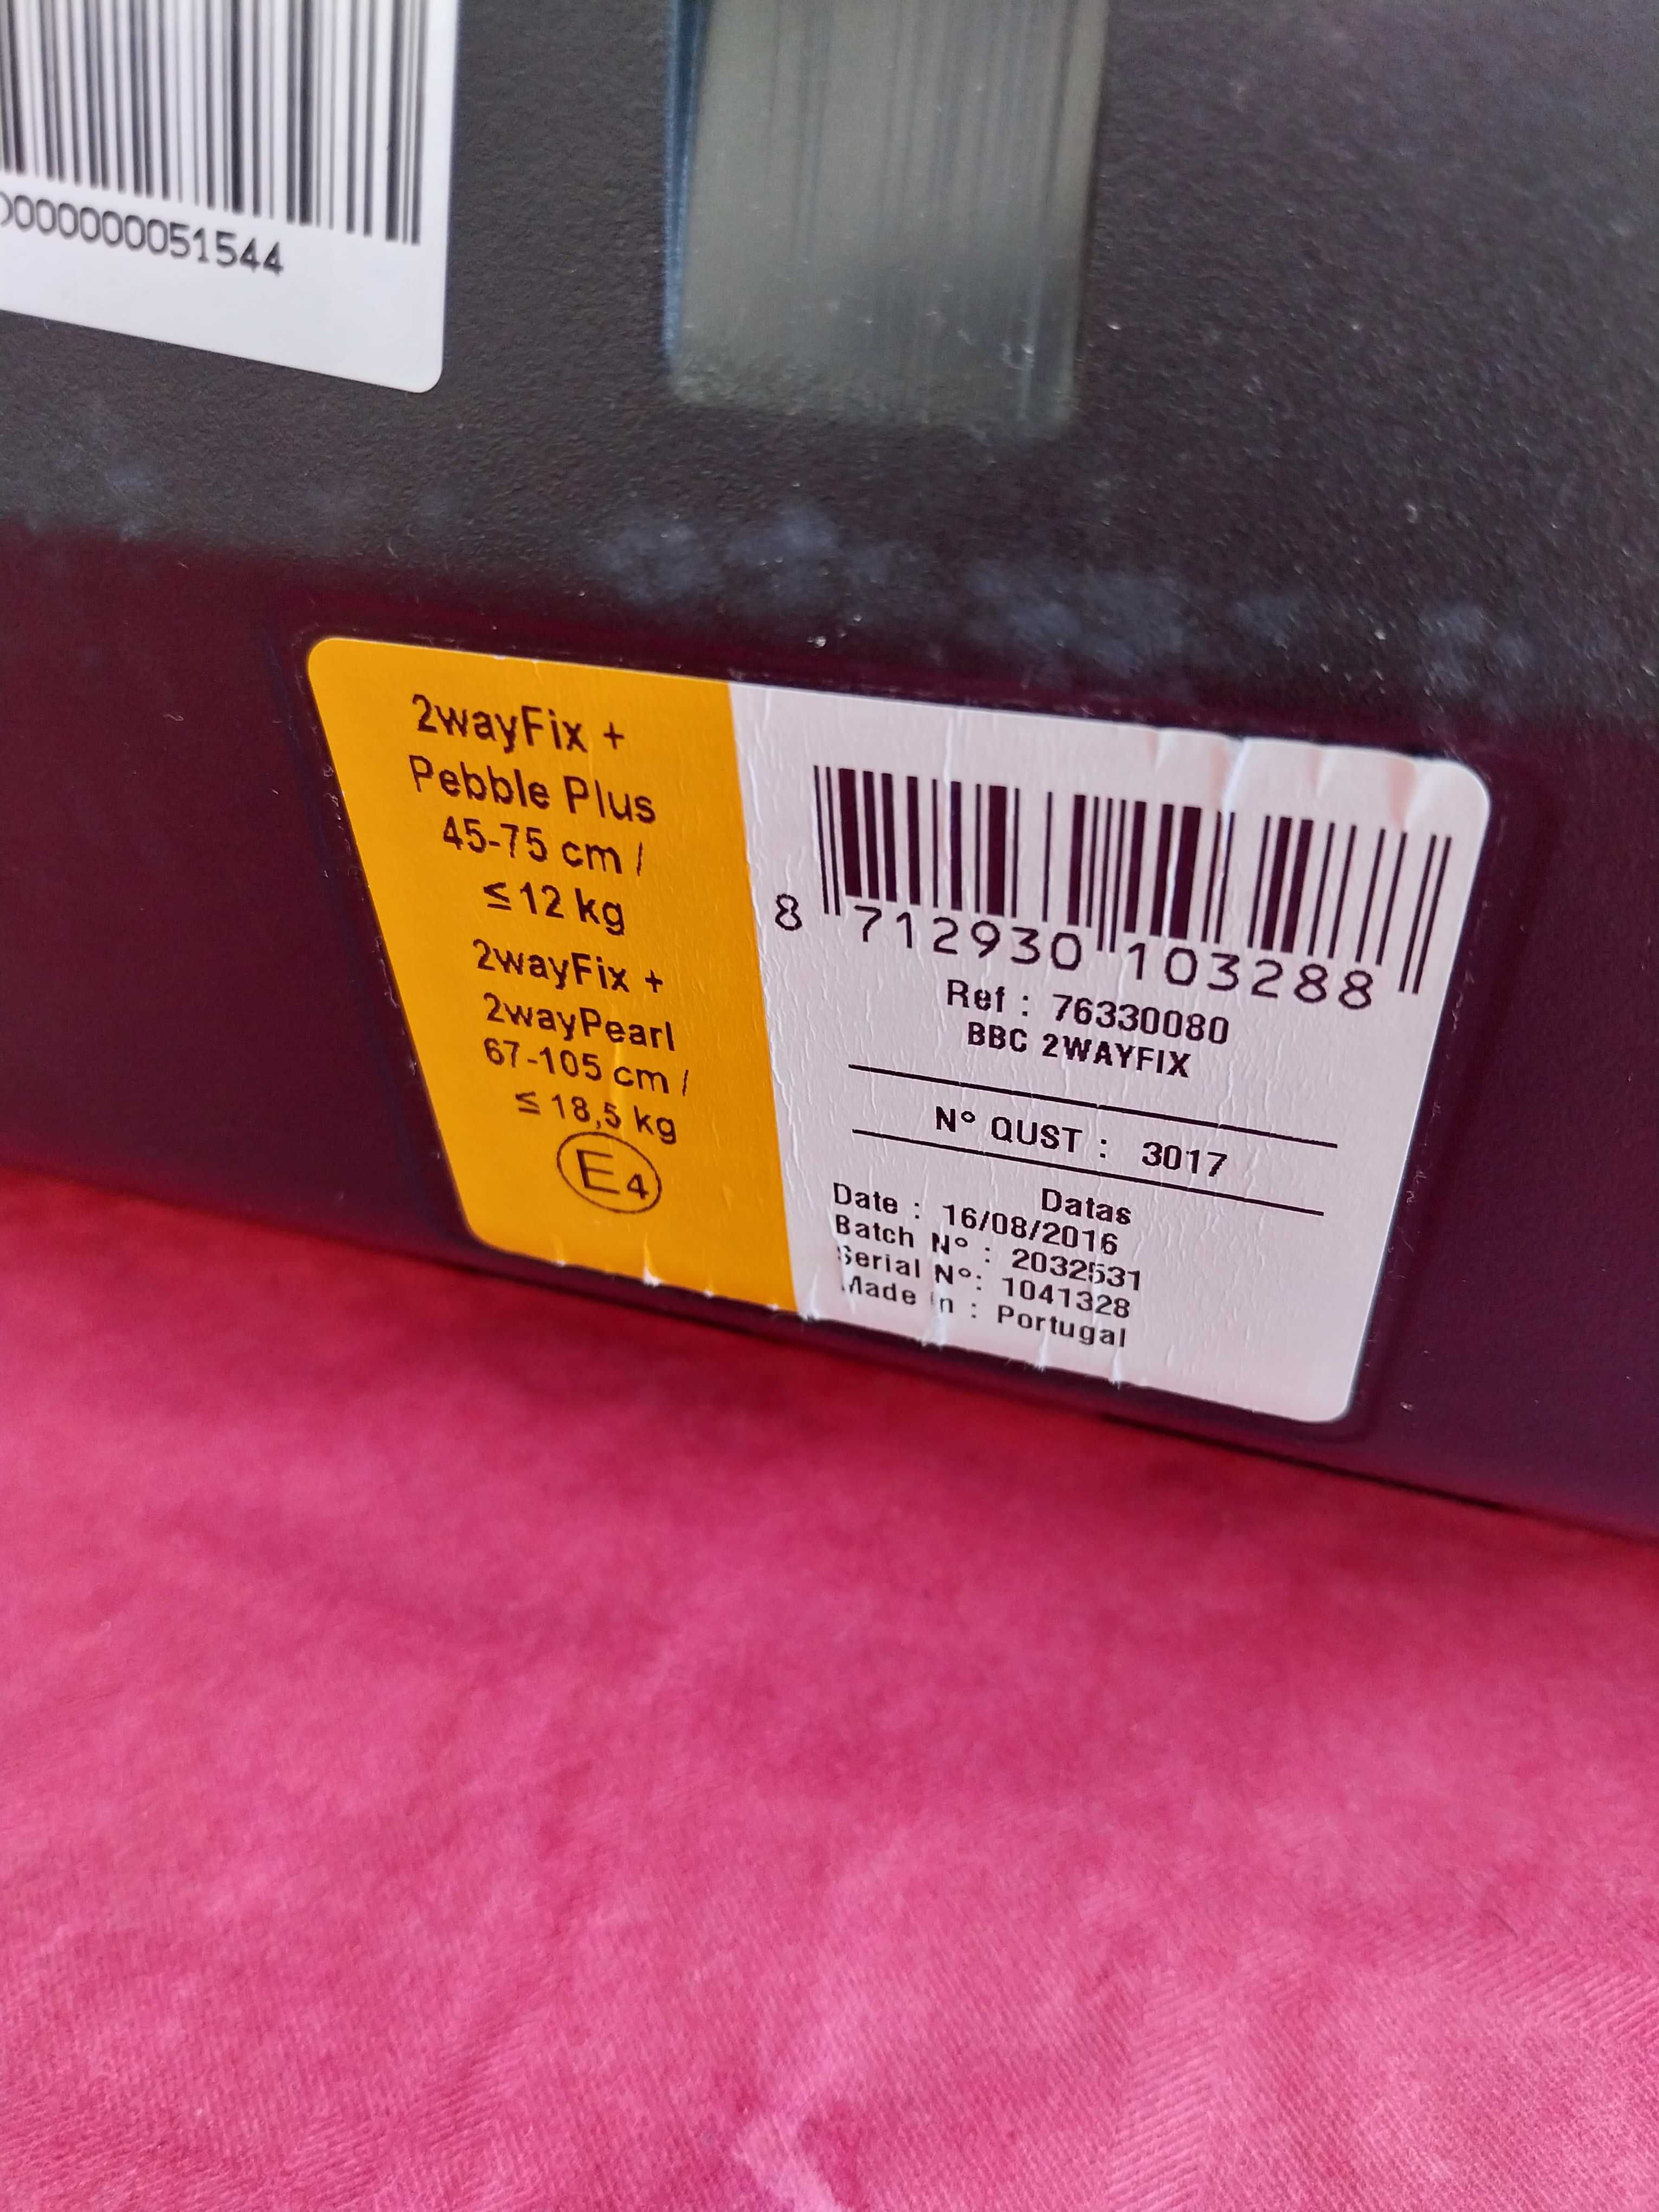 000000051544
2wayFix +
Pebble Plus
45-75 cm /
≤12 kg
2wayFix +
2wayPearl
67-105 cm /
≤ 18,5 kg
E4
8 712930 103288
Ref : 76330080
BBC 2WAYFIX
N° QUST : 3017
Datas
Date : 16/08/2016
Batch N° : 2032531
Serial N°: 1041328
Made in : Portugal